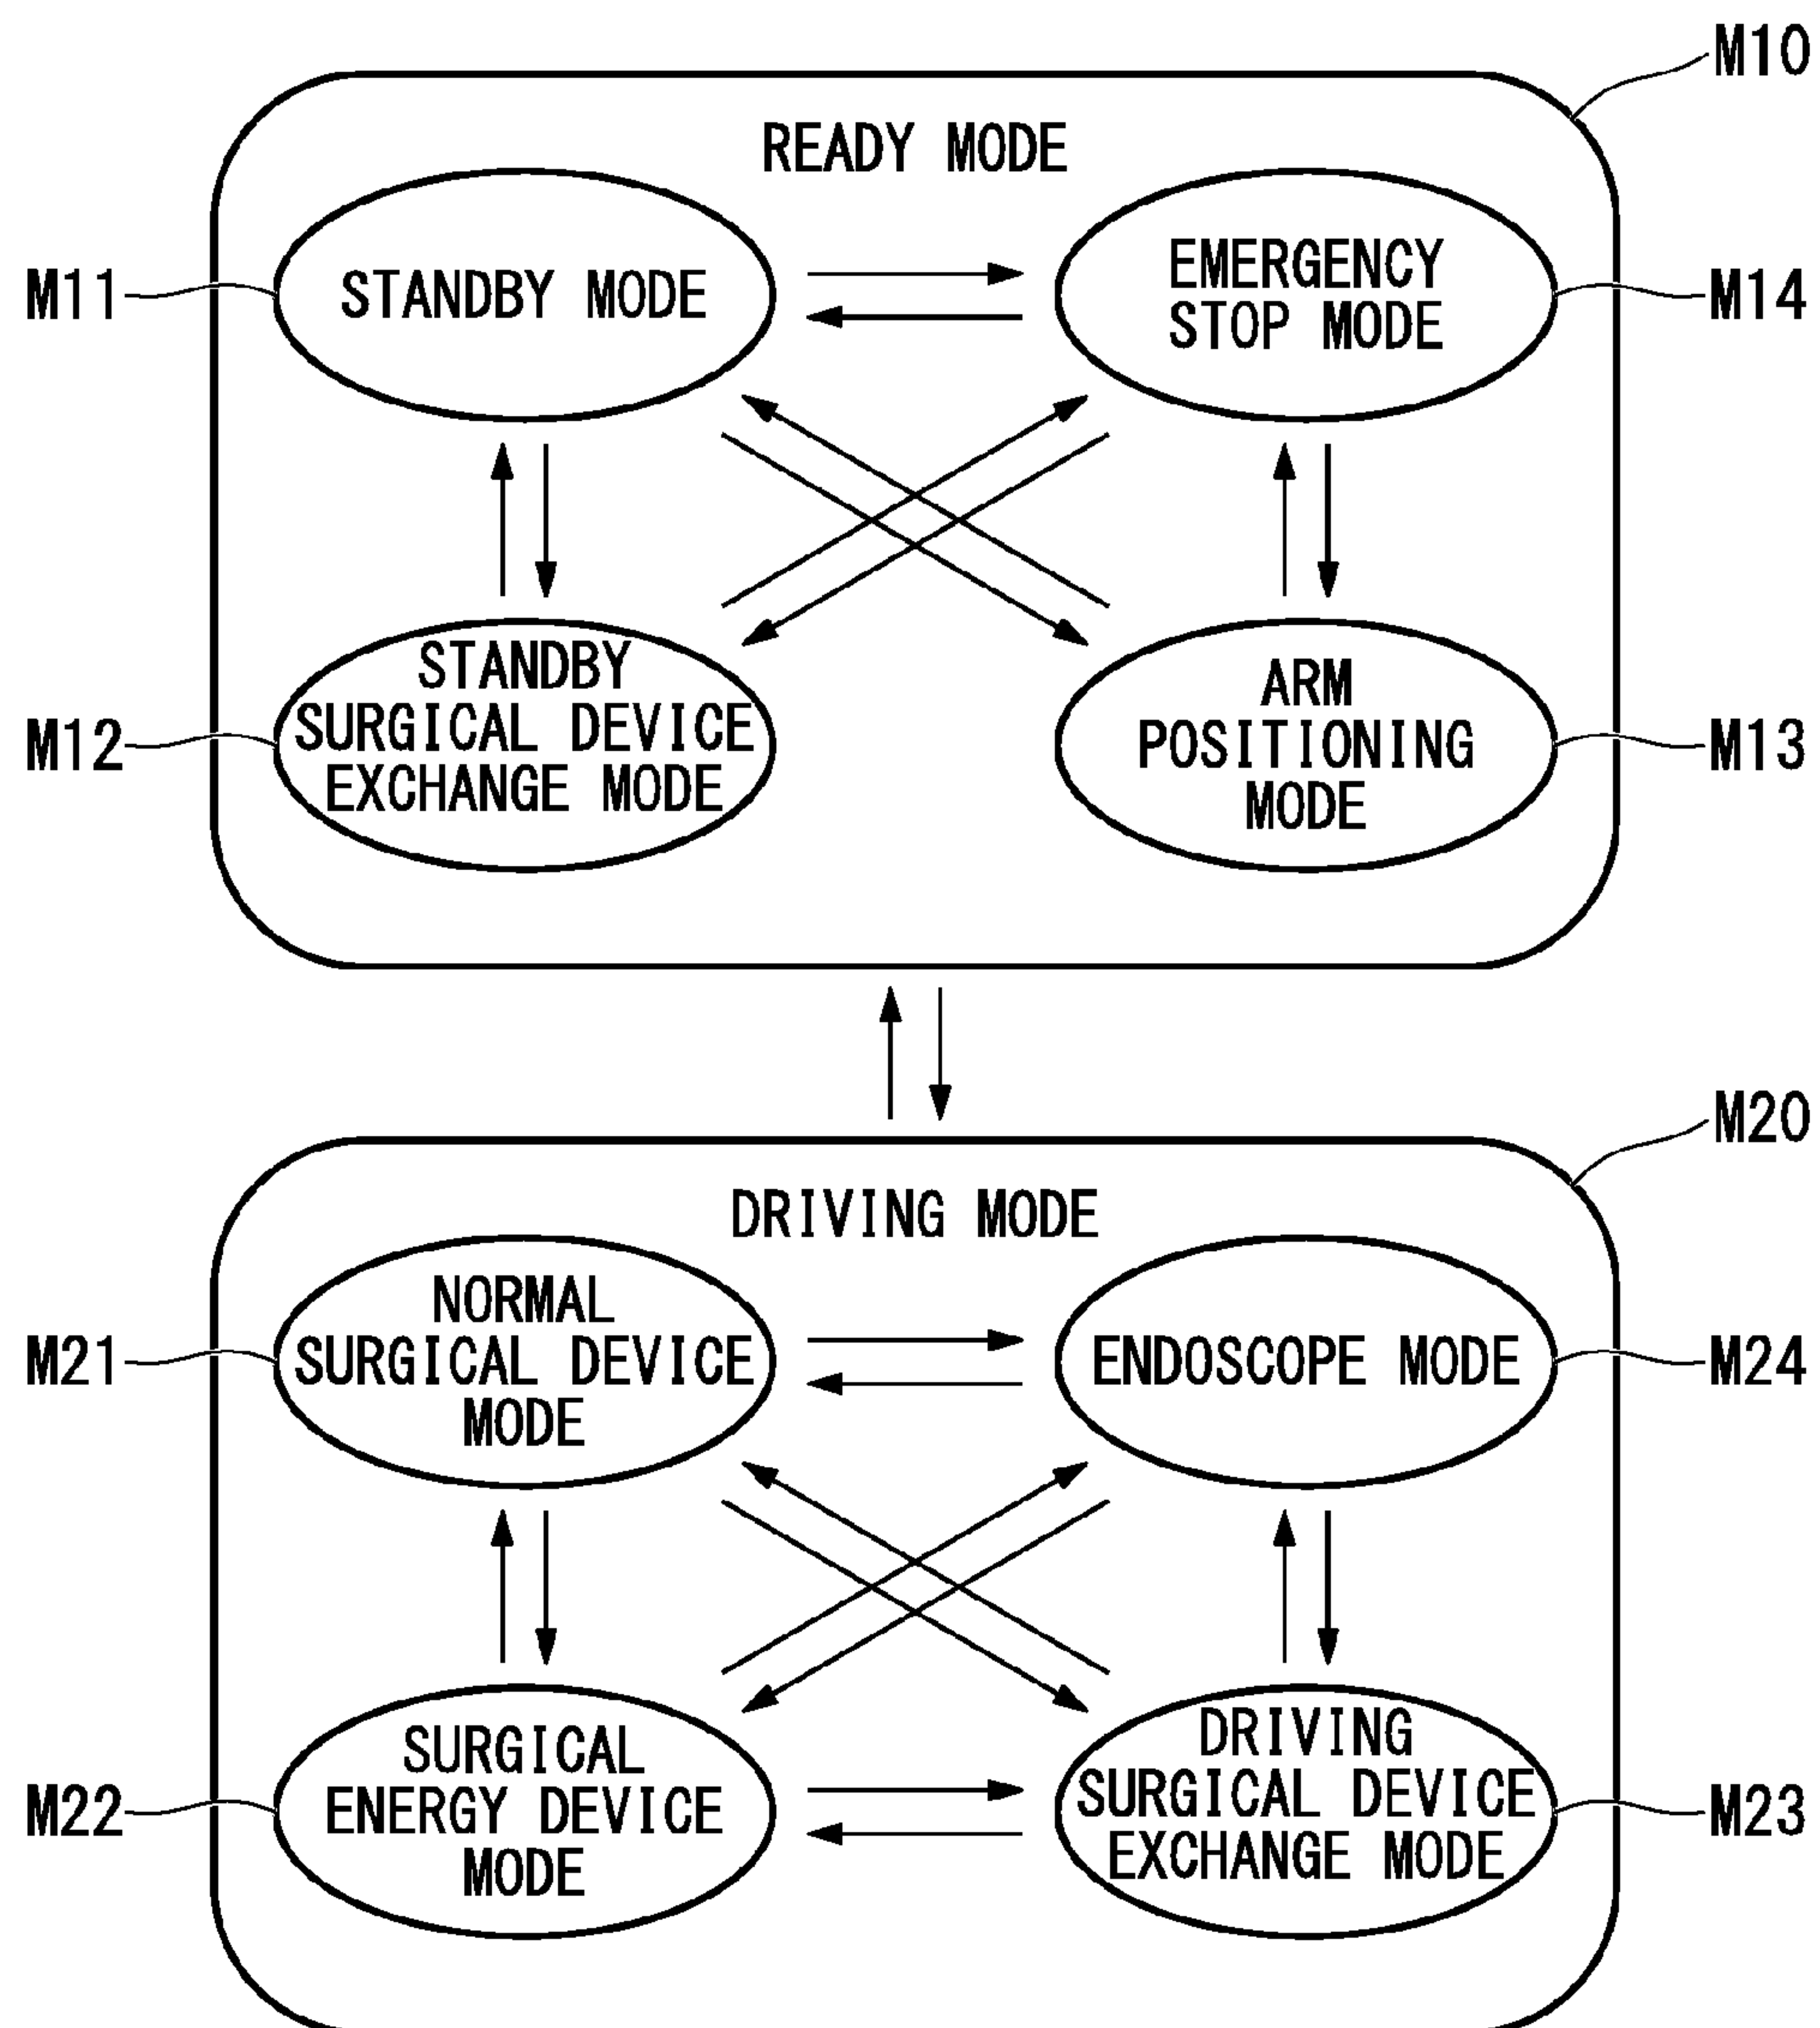 M10
READY MODE
M11
STANDBY MODE
EMERGENCY
STOP MODE
M14
M12
STANDBY
SURGICAL DEVICE
EXCHANGE MODE
ARM
POSITIONING
MODE
M13
M20
DRIVING MODE
M21
NORMAL
SURGICAL DEVICE
MODE
ENDOSCOPE MODE
M24
M22
SURGICAL
ENERGY DEVICE
MODE
DRIVING
SURGICAL DEVICE
EXCHANGE MODE
M23